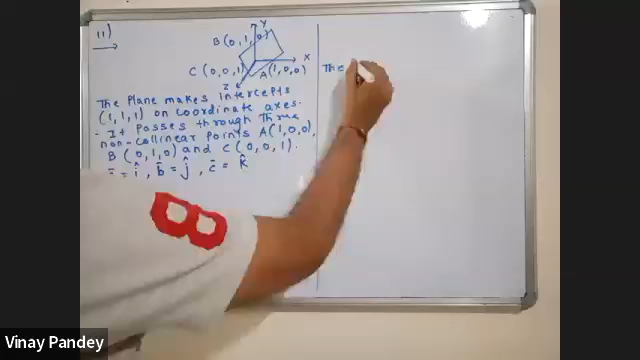 11)
Y
B (0, 1, 0)
X
C (0, 0, 1)
A (1, 0, 0)
Z
The Plane makes intercepts
(1, 1, 1) on coordinate axes.
- It passes through three
non-collinear points A(1,0,0),
B (0,1,0) and C (0,0,1).
= î, b̄ = ĵ, c̄ = k̂
The
8
Vinay Pandey